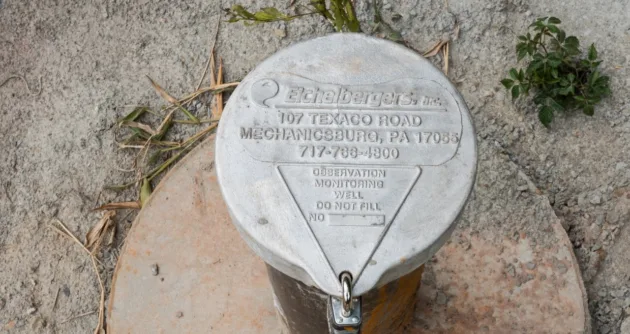 Eichelbergers, Inc.
107 TEXACO ROAD
MECHANICSBURG, PA 17055
717-766-4800
OBSERVATION
MONITORING
WELL
DO NOT FILL
NO